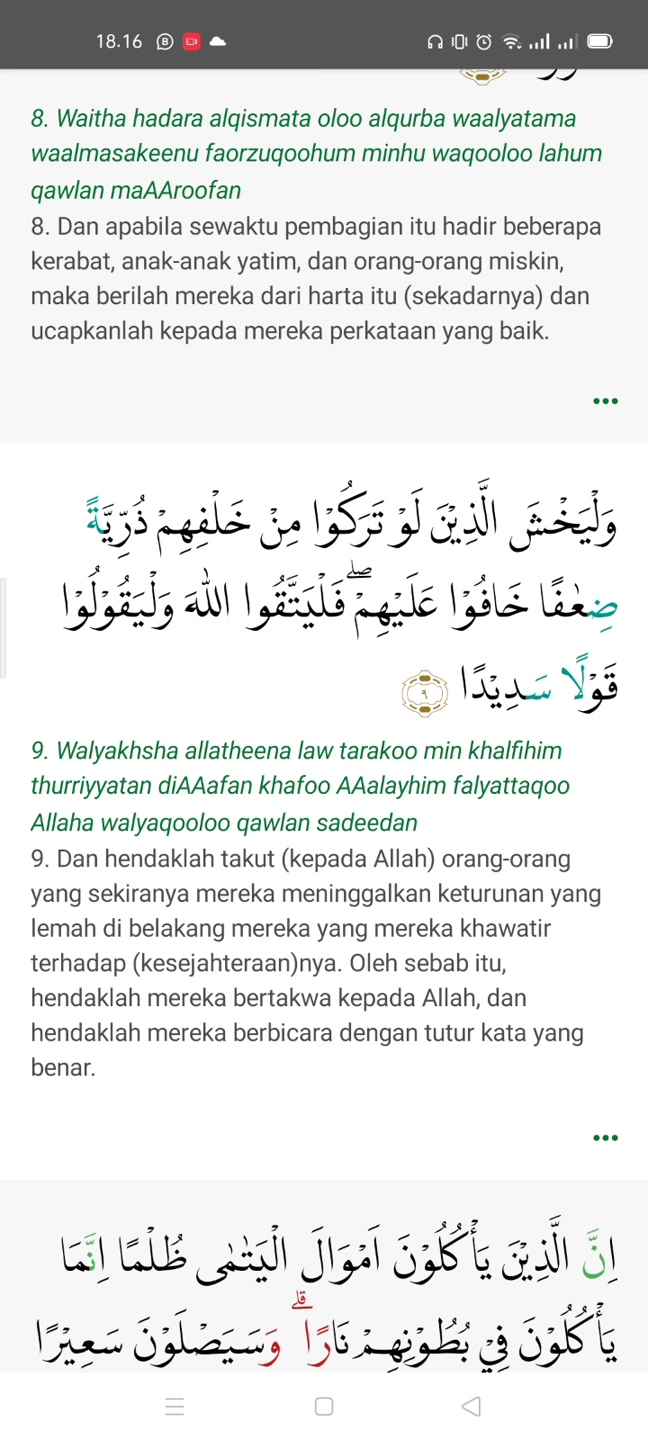 18.16
8. Waitha hadara alqismata oloo alqurba waalyatama
waalmasakeenu faorzuqoohum minhu waqooloo lahum
qawlan maAAroofan
8. Dan apabila sewaktu pembagian itu hadir beberapa
kerabat, anak-anak yatim, dan orang-orang miskin,
maka berilah mereka dari harta itu (sekadarnya) dan
ucapkanlah kepada mereka perkataan yang baik.
وَلْيَخْشَ الَّذِيْنَ لَوْ تَرَكُوْا مِنْ خَلْفِهِمْ ذُرِّيَّةً
ضِعٰفًا خَافُوْا عَلَيْهِمْۖ فَلْيَتَّقُوا اللّٰهَ وَلْيَقُوْلُوْا
قَوْلًا سَدِيْدًا ٩
9. Walyakhsha allatheena law tarakoo min khalfihim
thurriyyatan diAAafan khafoo AAalayhim falyattaqoo
Allaha walyaqooloo qawlan sadeedan
9. Dan hendaklah takut (kepada Allah) orang-orang
yang sekiranya mereka meninggalkan keturunan yang
lemah di belakang mereka yang mereka khawatir
terhadap (kesejahteraan)nya. Oleh sebab itu,
hendaklah mereka bertakwa kepada Allah, dan
hendaklah mereka berbicara dengan tutur kata yang
benar.
اِنَّ الَّذِيْنَ يَأْكُلُوْنَ اَمْوَالَ الْيَتٰمٰى ظُلْمًا اِنَّمَا
يَأْكُلُوْنَ فِيْ بُطُوْنِهِمْ نَارًا ۗ وَسَيَصْلَوْنَ سَعِيْرًا